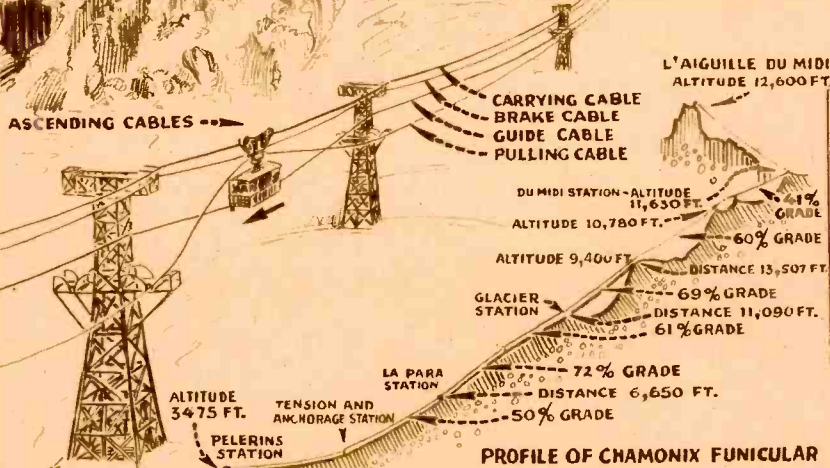 L'AIGUILLE DU MIDI
ALTITUDE 12,600 FT.
ASCENDING CABLES
CARRYING CABLE
BRAKE CABLE
GUIDE CABLE
PULLING CABLE
DU MIDI STATION - ALTITUDE
11,630 FT.
41%
GRADE
ALTITUDE 10,780 FT.
60% GRADE
ALTITUDE 9,400 FT.
DISTANCE 13,507 FT.
69% GRADE
GLACIER
STATION
DISTANCE 11,090 FT.
61% GRADE
LA PARA
STATION
72% GRADE
DISTANCE 6,650 FT.
50% GRADE
ALTITUDE
3475 FT.
TENSION AND
ANCHORAGE STATION
PELERINS
STATION
PROFILE OF CHAMONIX FUNICULAR